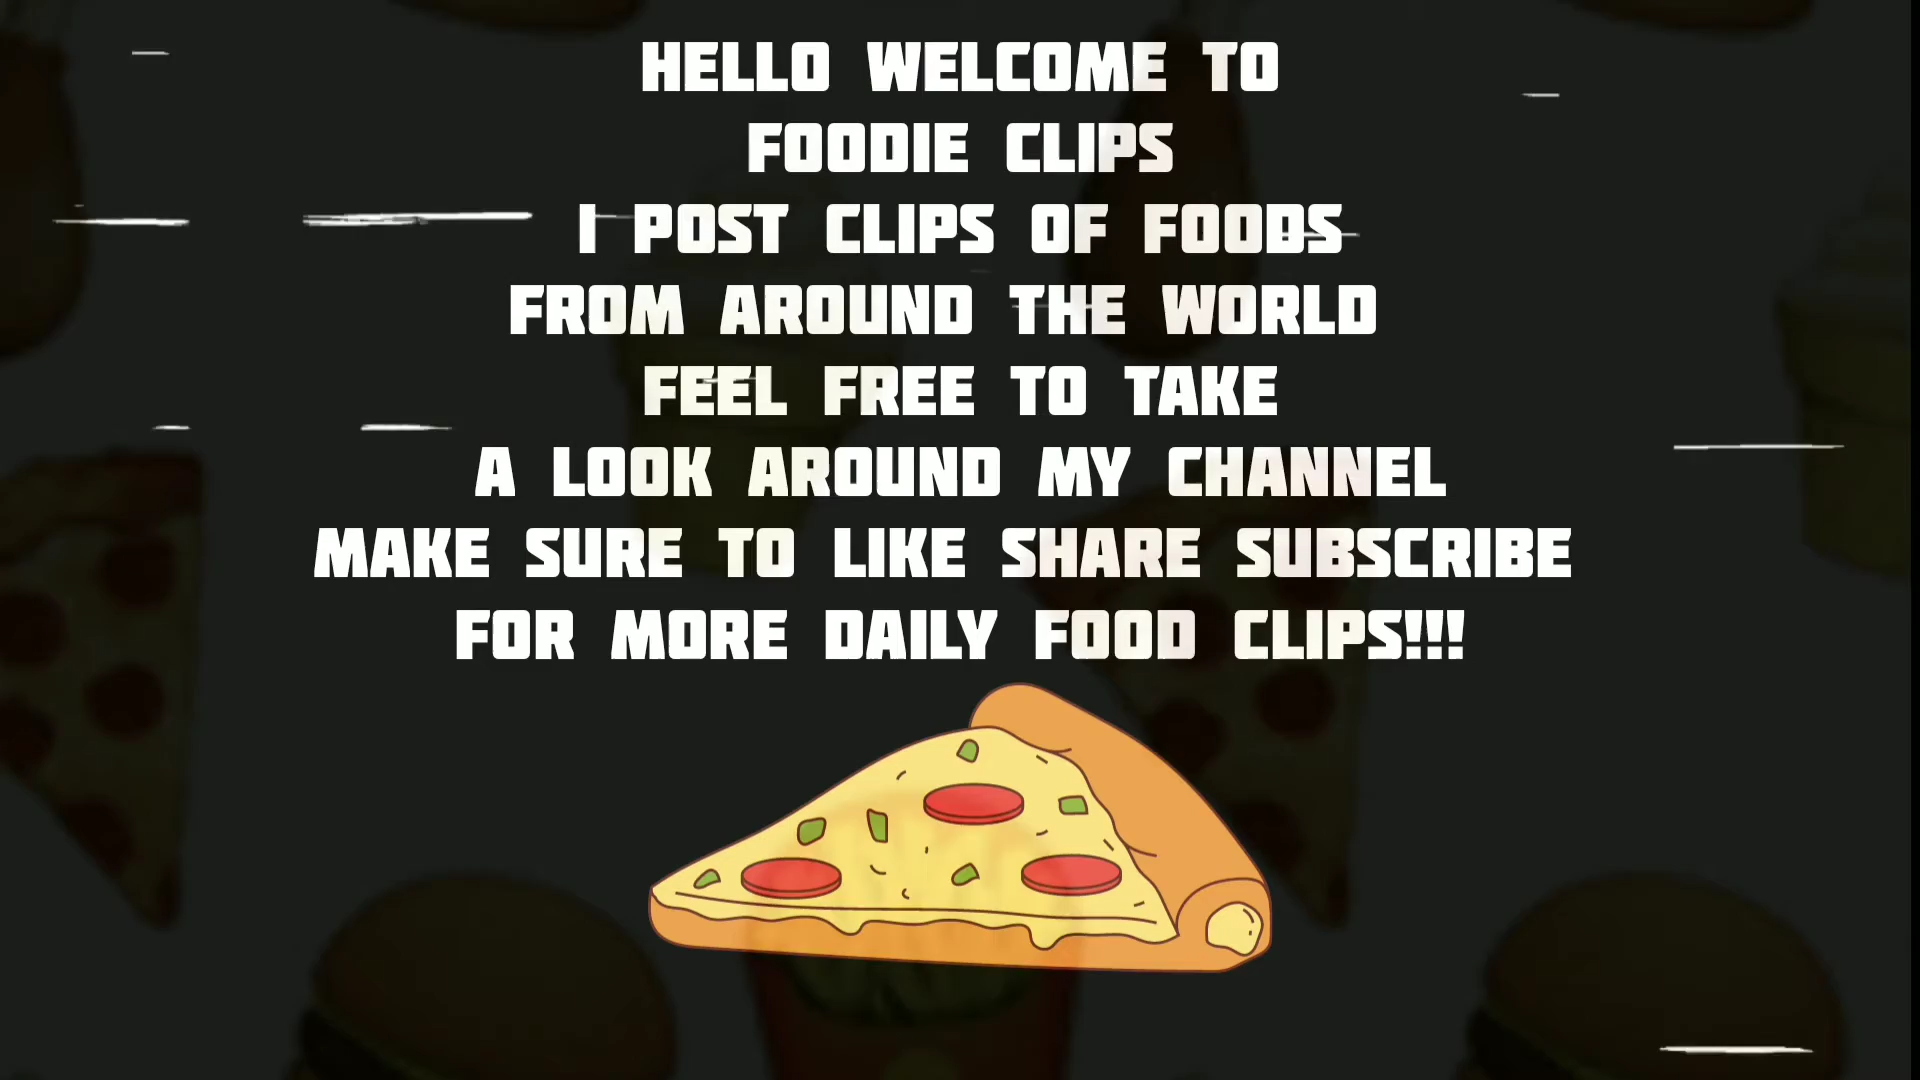 HELLO WELCOME TO
FOODIE CLIPS
I POST CLIPS OF FOODS
FROM AROUND THE WORLD
FEEL FREE TO TAKE
A LOOK AROUND MY CHANNEL
MAKE SURE TO LIKE SHARE SUBSCRIBE
FOR MORE DAILY FOOD CLIPS!!!